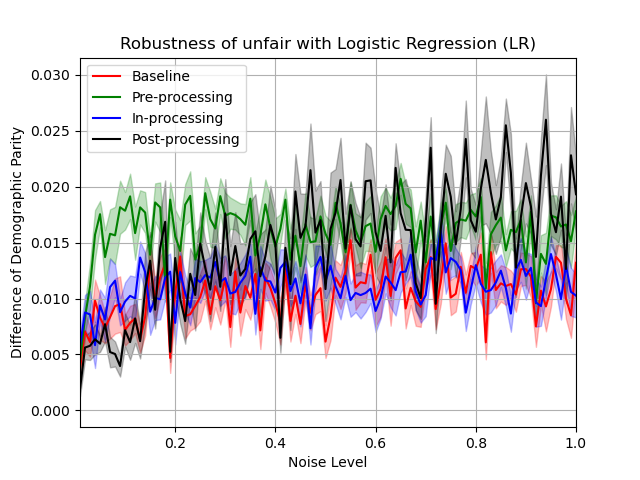 Robustness of unfair with Logistic Regression (LR)
Baseline
Pre-processing
In-processing
Post-processing
Difference of Demographic Parity
0.030
0.025
0.020
0.015
0.010
0.005
0.000
0.2 0.4 0.6 0.8 1.0
Noise Level